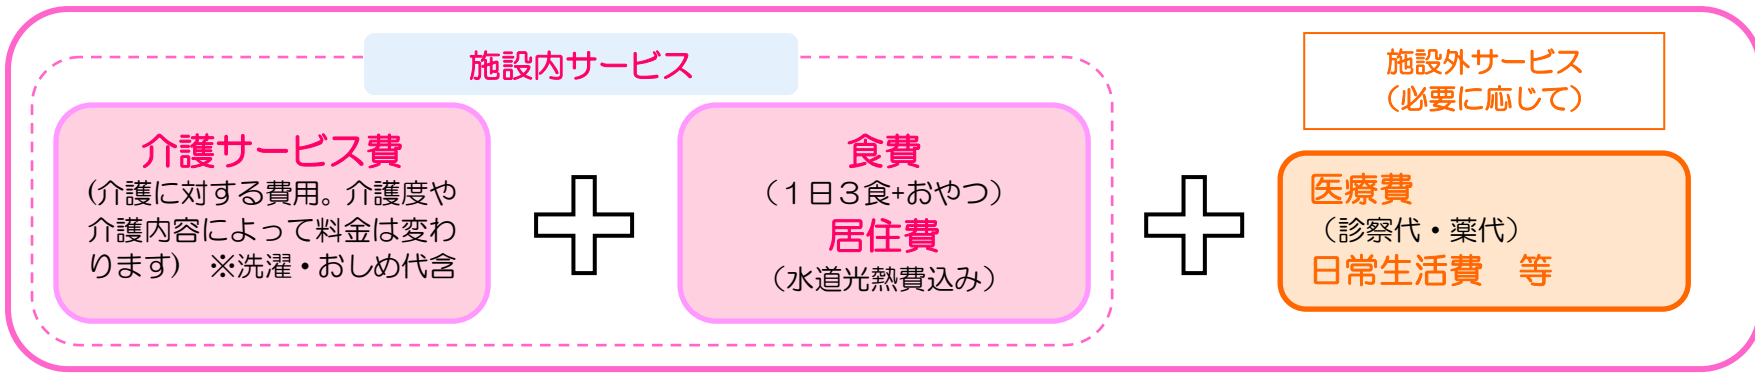 施設内サービス
介護サービス費
(介護に対する費用。介護度や
介護内容によって料金は変わ
ります)　※洗濯・おしめ代含
食費
（１日３食+おやつ）
居住費
（水道光熱費込み）
施設外サービス
（必要に応じて）
医療費
（診察代・薬代）
日常生活費　等